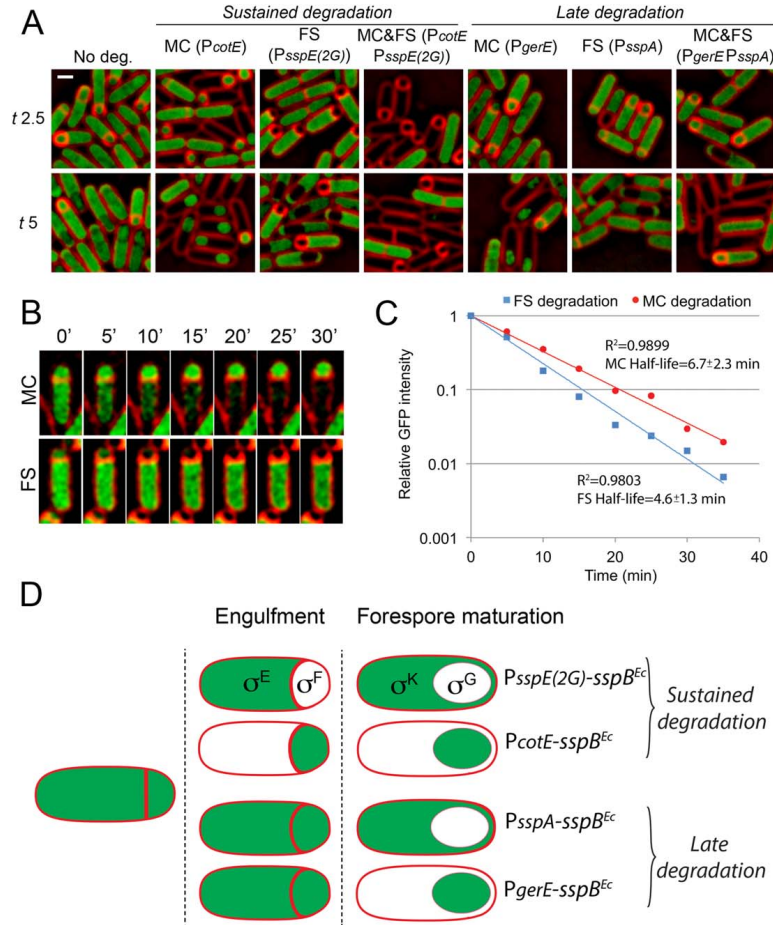 A
Sustained degradation
Late degradation
No deg.
MC (PcotE)
FS
(PsspE(2G))
MC&FS (PcotE
PsspE(2G))
MC (PgerE)
FS (PsspA)
MC&FS
(PgerE PsspA)
t 2.5
t 5
B
0’ 5’ 10’ 15’ 20’ 25’ 30’
MC
FS
C
FS degradation MC degradation
R²=0.9899
MC Half-life=6.7±2.3 min
R²=0.9803
FS Half-life=4.6±1.3 min
Relative GFP intensity
1
0.1
0.01
0.001
0 10 20 30 40
Time (min)
D
Engulfment
Forespore maturation
σᴱ σF σᴷ σᴳ
PsspE(2G)-sspBᴱᶜ
PcotE-sspBᴱᶜ
Sustained
degradation
PsspA-sspBᴱᶜ
PgerE-sspBᴱᶜ
Late
degradation